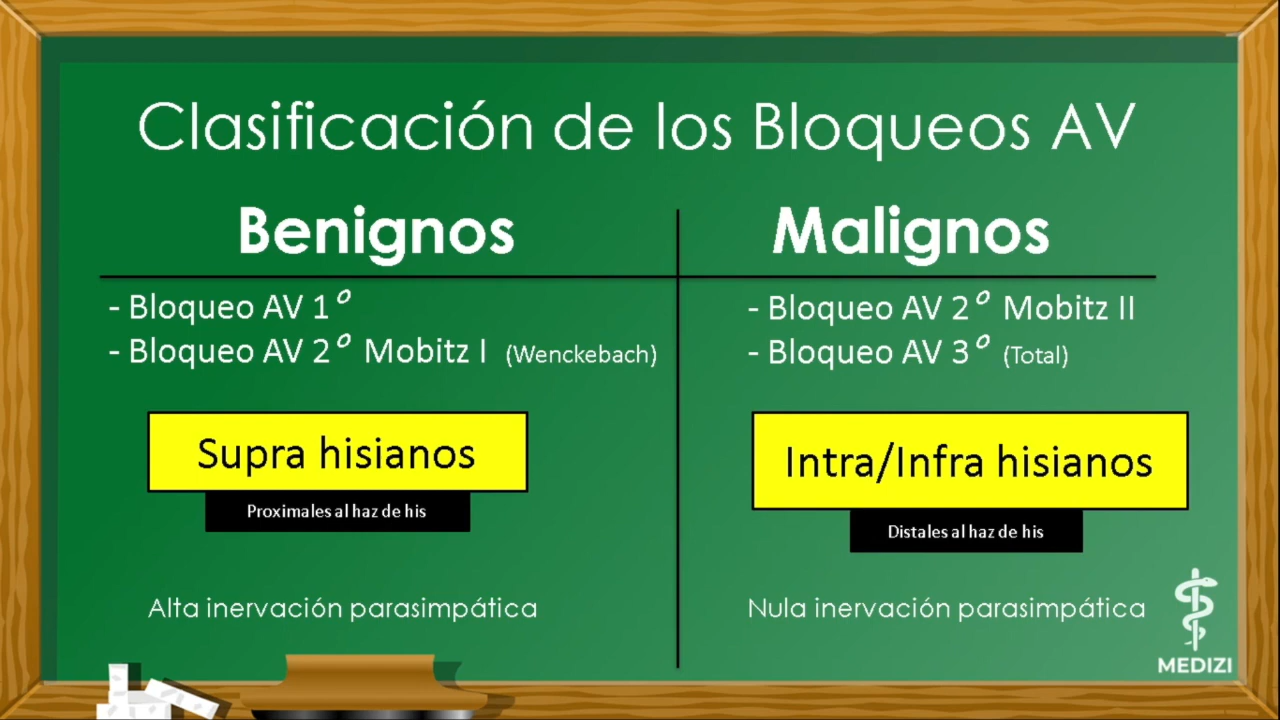 Clasificación de los Bloqueos AV
Benignos
- Bloqueo AV 1º
- Bloqueo AV 2º Mobitz I (Wenckebach)
Supra hisianos
Proximales al haz de his
Alta inervación parasimpática
Malignos
- Bloqueo AV 2º Mobitz II
- Bloqueo AV 3º (Total)
Intra/Infra hisianos
Distales al haz de his
Nula inervación parasimpática
MEDIZI